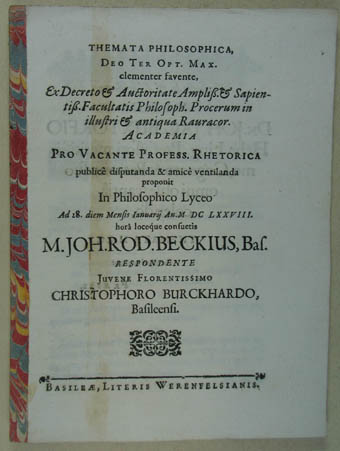 THEMATA PHILOSOPHICA,
DEO TER OPT. MAX.
clementer favente,
Ex Decreto & Auctoritate Ampliß. & Sapien-
tiß. Facultatis Philosoph. Procerum in
illustri & antiqua Rauracor.
ACADEMIA
PRO VACANTE PROFESS. RHETORICA
publicè disputanda & amicè ventilanda
proponit
In Philosophico Lyceo
Ad 18. diem Mensis Ianuarij An. M DC LXXVIII.
horâ locoque consuetis
M. JOH. ROD. BECKIUS, Bas.
RESPONDENTE
JUVENE FLORENTISSIMO
CHRISTOPHORO BURCKHARDO,
Basileensi.
BASILEÆ, LITERIS WERENFELSIANIS.